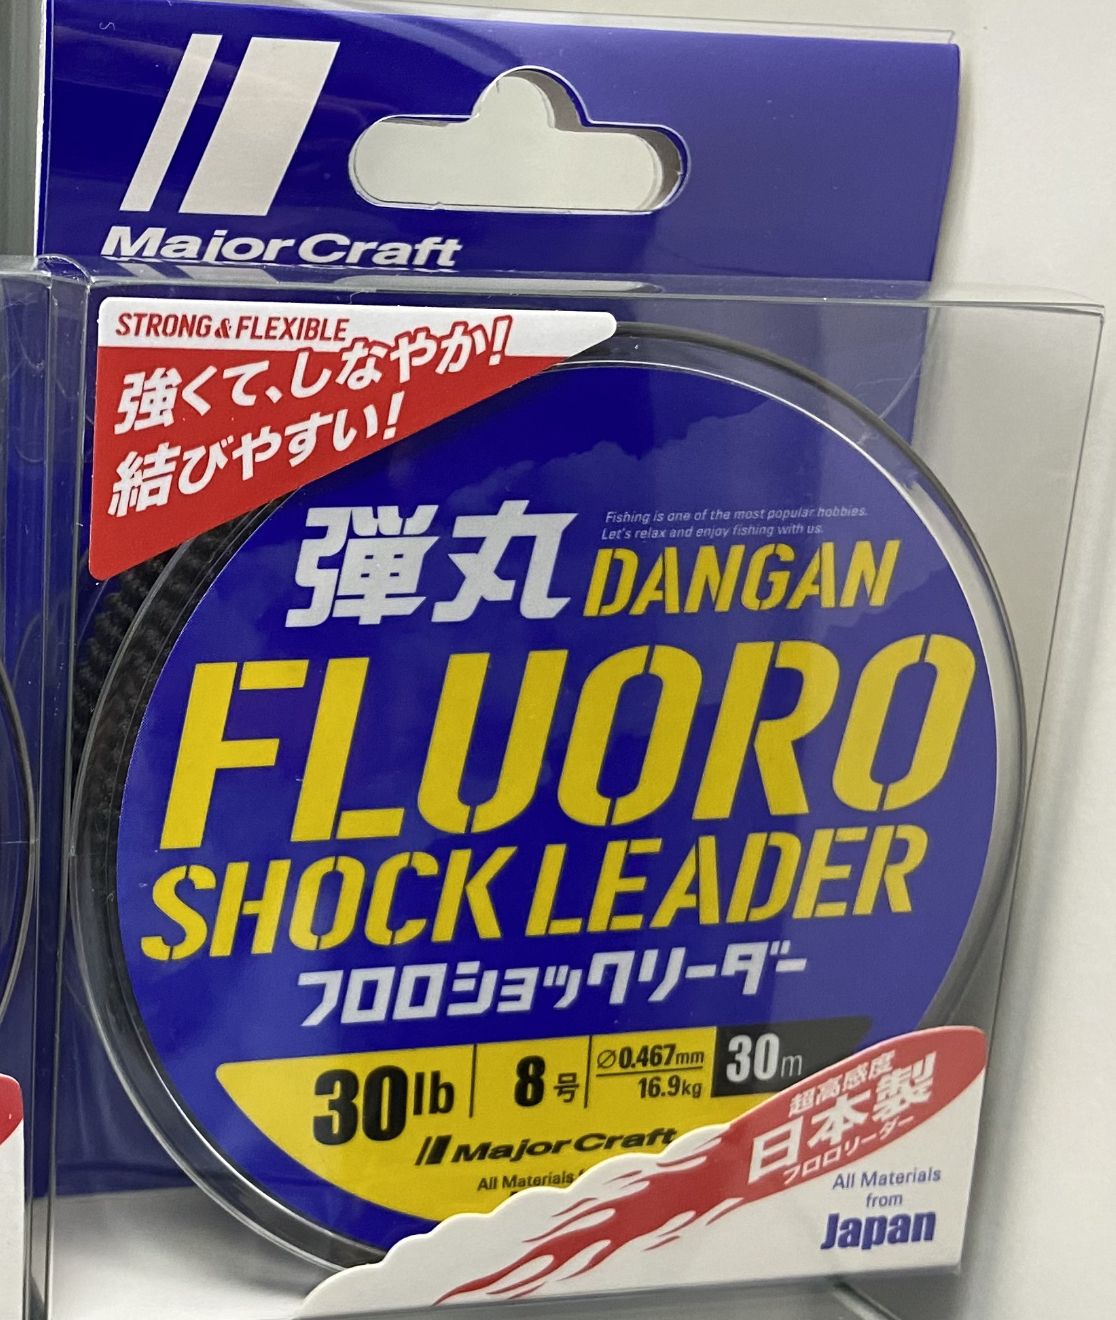 Major Craft
STRONG & FLEXIBLE
強くて、しなやか!
結びやすい!
Fishing is one of the most popular hobbies.
Let's relax and enjoy fishing with us.
弾丸 DANGAN
FLUORO
SHOCK LEADER
フロロショックリーダー
30lb 8号 ∅0.467mm 30m
16.9kg
Major Craft
All Materials
超高感度
日本製
フロロリーダー
All Materials
from
Japan